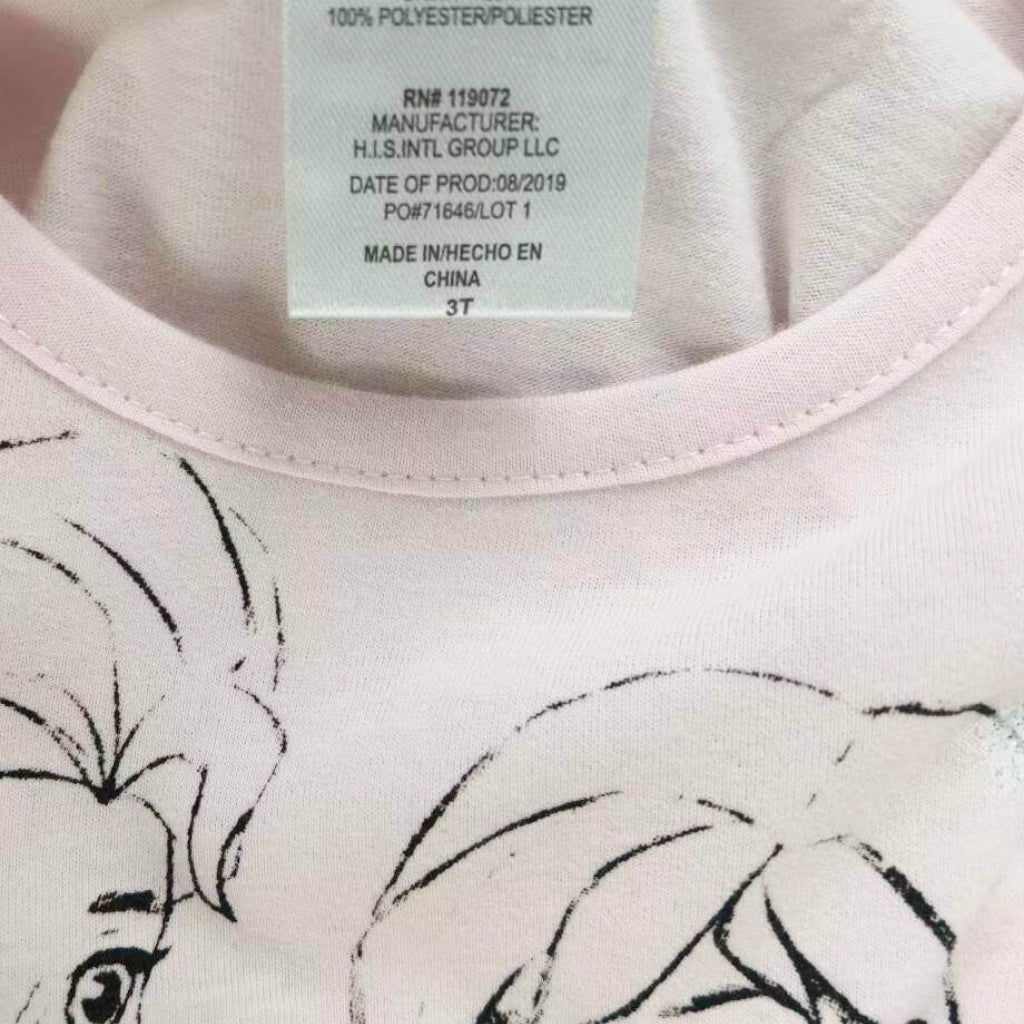 100% POLYESTER/POLIESTER
RN# 119072
MANUFACTURER:
H.I.S.INTL GROUP LLC
DATE OF PROD:08/2019
PO#71646/LOT 1
MADE IN/HECHO EN
CHINA
3T